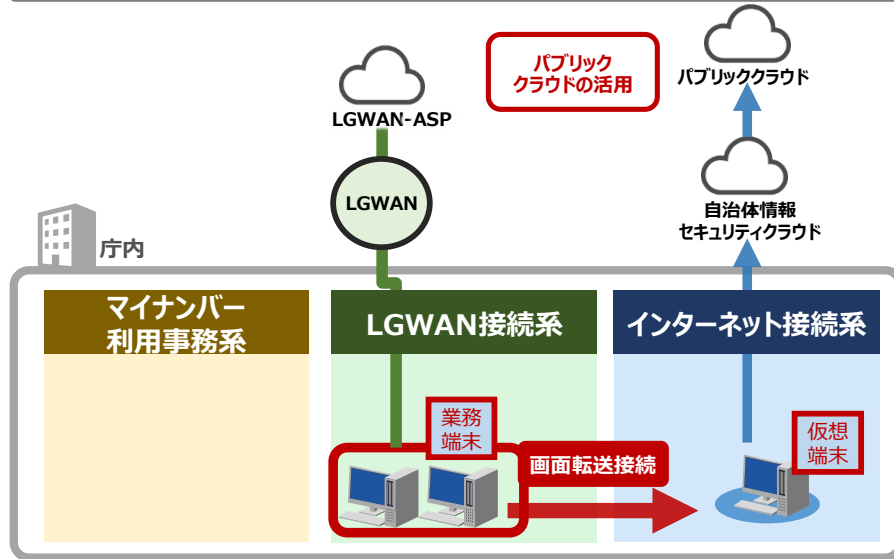 パブリック
クラウドの活用
パブリッククラウド
LGWAN-ASP
LGWAN
自治体情報
セキュリティクラウド
庁内
マイナンバー
利用事務系
LGWAN接続系
インターネット接続系
業務
端末
仮想
端末
画面転送接続